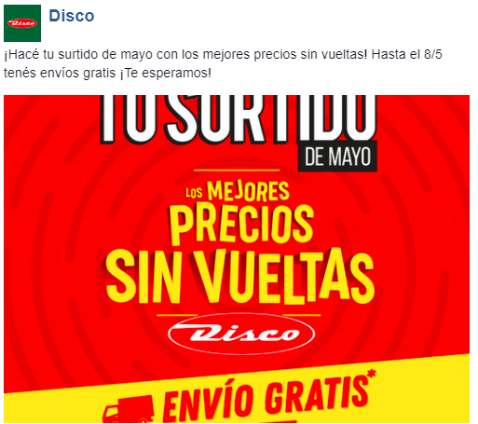 Disco
Disco
¡Hacé tu surtido de mayo con los mejores precios sin vueltas! Hasta el 8/5
tenés envíos gratis ¡Te esperamos!
TU SURTIDO
DE MAYO
LOS MEJORES
PRECIOS
SIN VUELTAS
Disco
ENVÍO GRATIS*